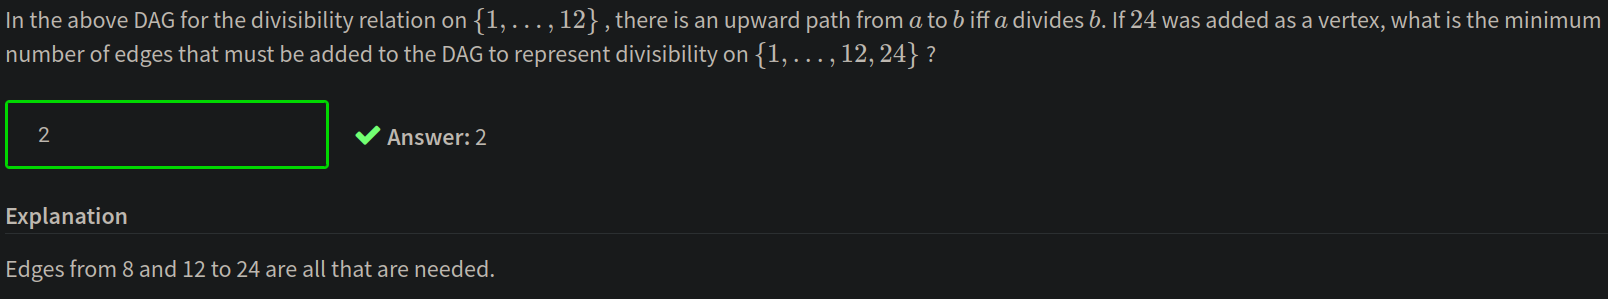 In the above DAG for the divisibility relation on {1, . . . , 12} , there is an upward path from a to b iff a divides b. If 24 was added as a vertex, what is the minimum
number of edges that must be added to the DAG to represent divisibility on {1, . . . , 12, 24} ?
2
✔ Answer: 2
Explanation
Edges from 8 and 12 to 24 are all that are needed.